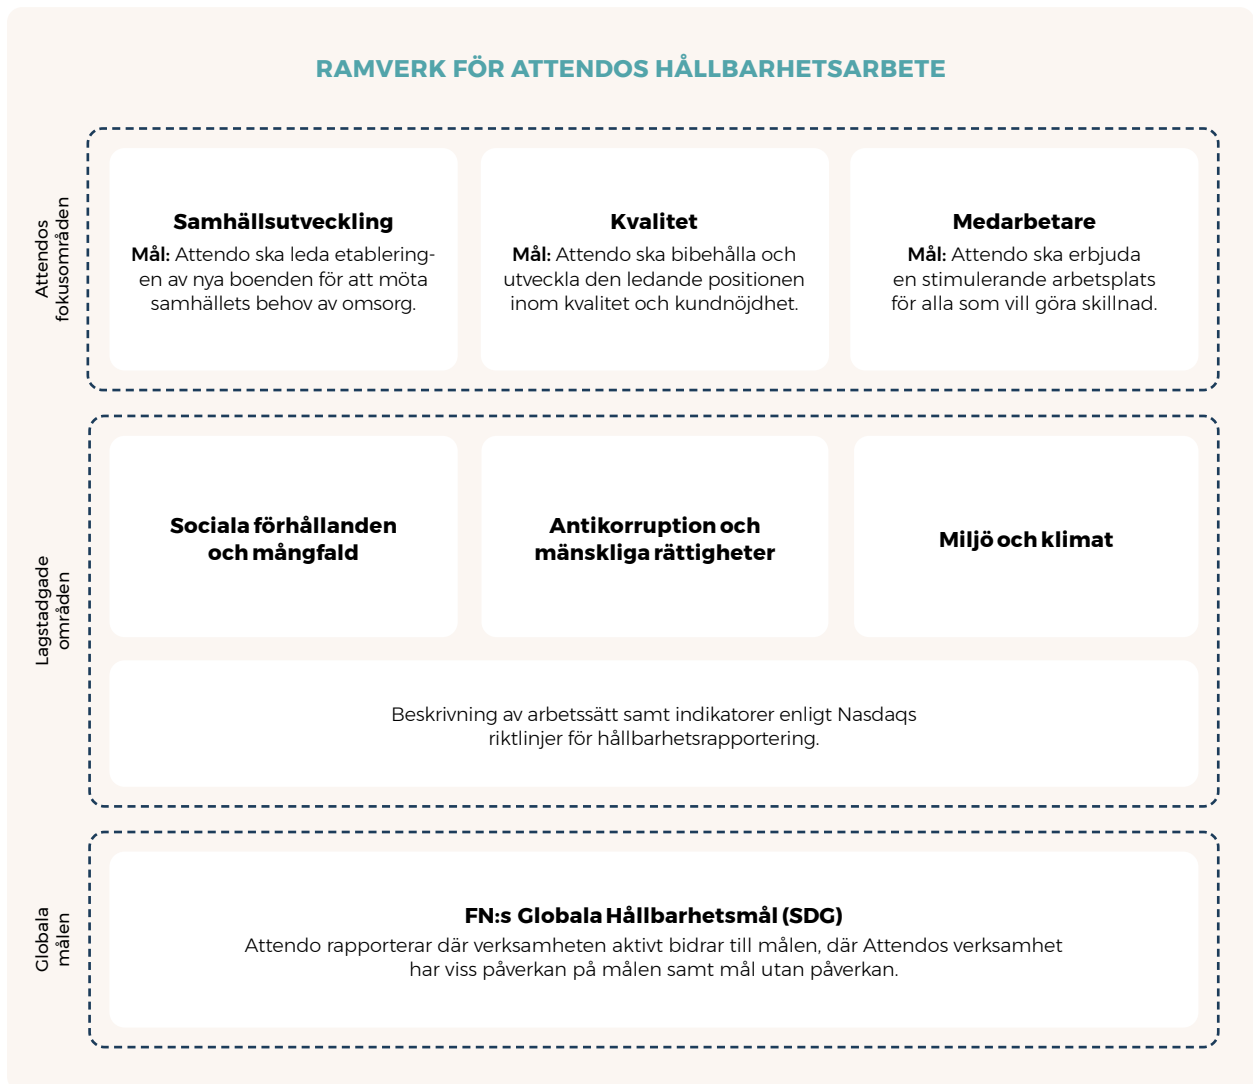 RAMVERK FÖR ATTENDOS HÅLLBARHETSARBETE
Attendos
fokusområden
Samhällsutveckling
Mål: Attendo ska leda etablering-
en av nya boenden för att möta
samhällets behov av omsorg.
Kvalitet
Mål: Attendo ska bibehålla och
utveckla den ledande positionen
inom kvalitet och kundnöjdhet.
Medarbetare
Mål: Attendo ska erbjuda
en stimulerande arbetsplats
för alla som vill göra skillnad.
Lagstadgade
områden
Sociala förhållanden
och mångfald
Antikorruption och
mänskliga rättigheter
Miljö och klimat
Beskrivning av arbetssätt samt indikatorer enligt Nasdaqs
riktlinjer för hållbarhetsrapportering.
Globala
målen
FN:s Globala Hållbarhetsmål (SDG)
Attendo rapporterar där verksamheten aktivt bidrar till målen, där Attendos verksamhet
har viss påverkan på målen samt mål utan påverkan.